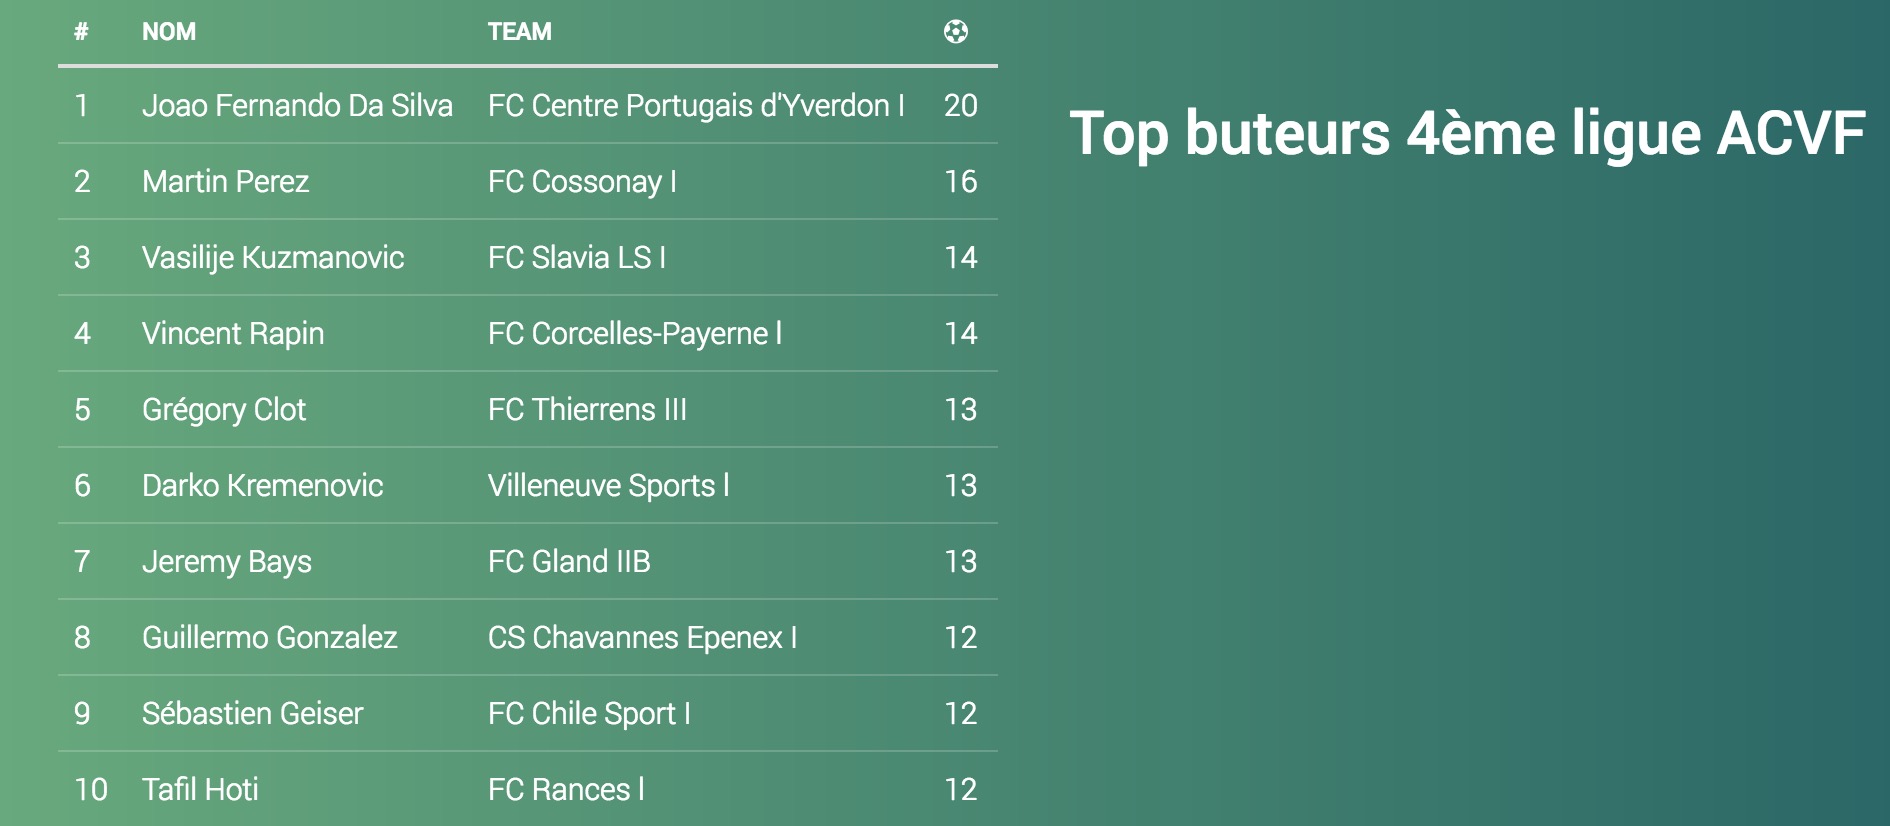 # NOM TEAM
1 Joao Fernando Da Silva FC Centre Portugais d'Yverdon I 20
Top buteurs 4ème ligue ACVF
2 Martin Perez FC Cossonay I 16
3 Vasilije Kuzmanovic FC Slavia LS I 14
4 Vincent Rapin FC Corcelles-Payerne l 14
5 Grégory Clot FC Thierrens III 13
6 Darko Kremenovic Villeneuve Sports l 13
7 Jeremy Bays FC Gland IIB 13
8 Guillermo Gonzalez CS Chavannes Epenex I 12
9 Sébastien Geiser FC Chile Sport I 12
10 Tafil Hoti FC Rances l 12